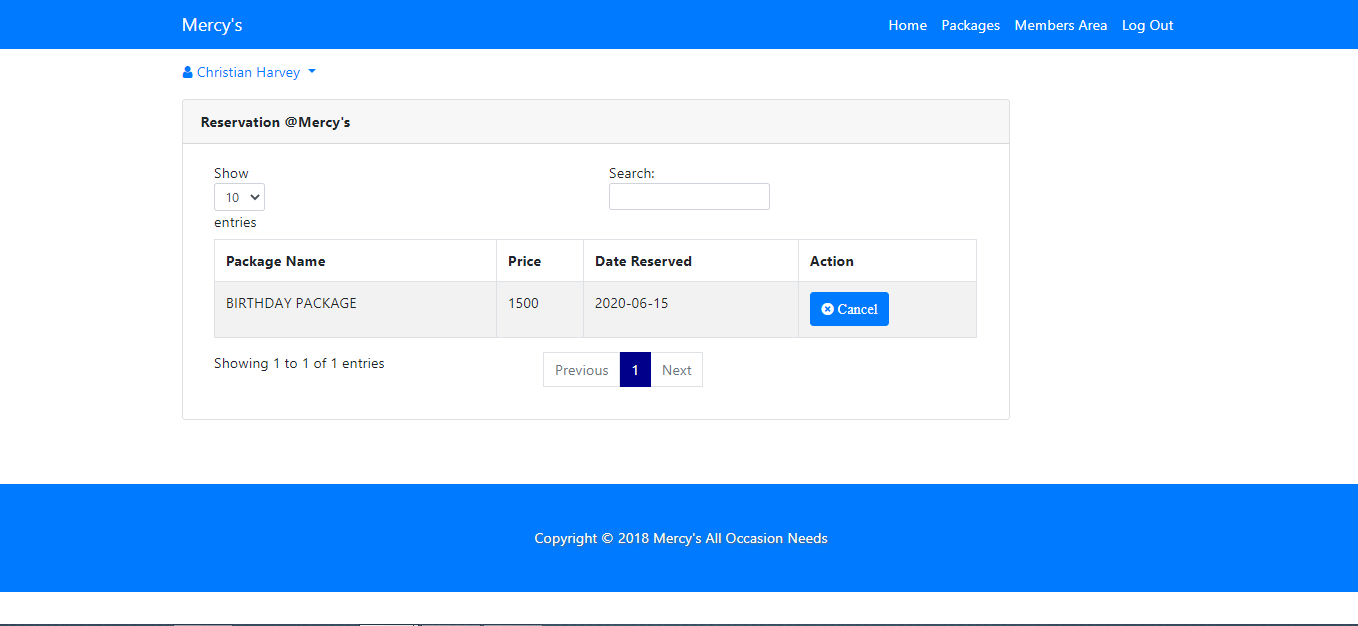 Mercy's Home Packages Members Area Log Out
Christian Harvey
Reservation @Mercy's
Show Search:
10
entries
Package Name Price Date Reserved Action
BIRTHDAY PACKAGE 1500 2020-06-15 Cancel
Showing 1 to 1 of 1 entries Previous 1 Next
Copyright © 2018 Mercy's All Occasion Needs